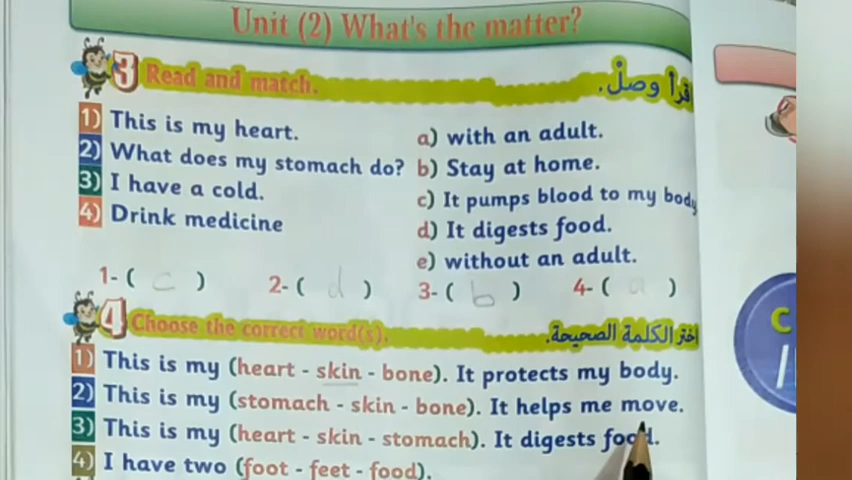 Unit (2) What's the matter?
3 Read and match. اقرأ وصلْ.
1) This is my heart. a) with an adult.
2) What does my stomach do? b) Stay at home.
3) I have a cold. c) It pumps blood to my body
4) Drink medicine d) It digests food.
e) without an adult.
1- ( c ) 2- ( d ) 3- ( b ) 4- ( a )
4 Choose the correct word(s). اختر الكلمة الصحيحة.
1) This is my (heart - skin - bone). It protects my body.
2) This is my (stomach - skin - bone). It helps me move.
3) This is my (heart - skin - stomach). It digests food.
4) I have two (foot - feet - food).